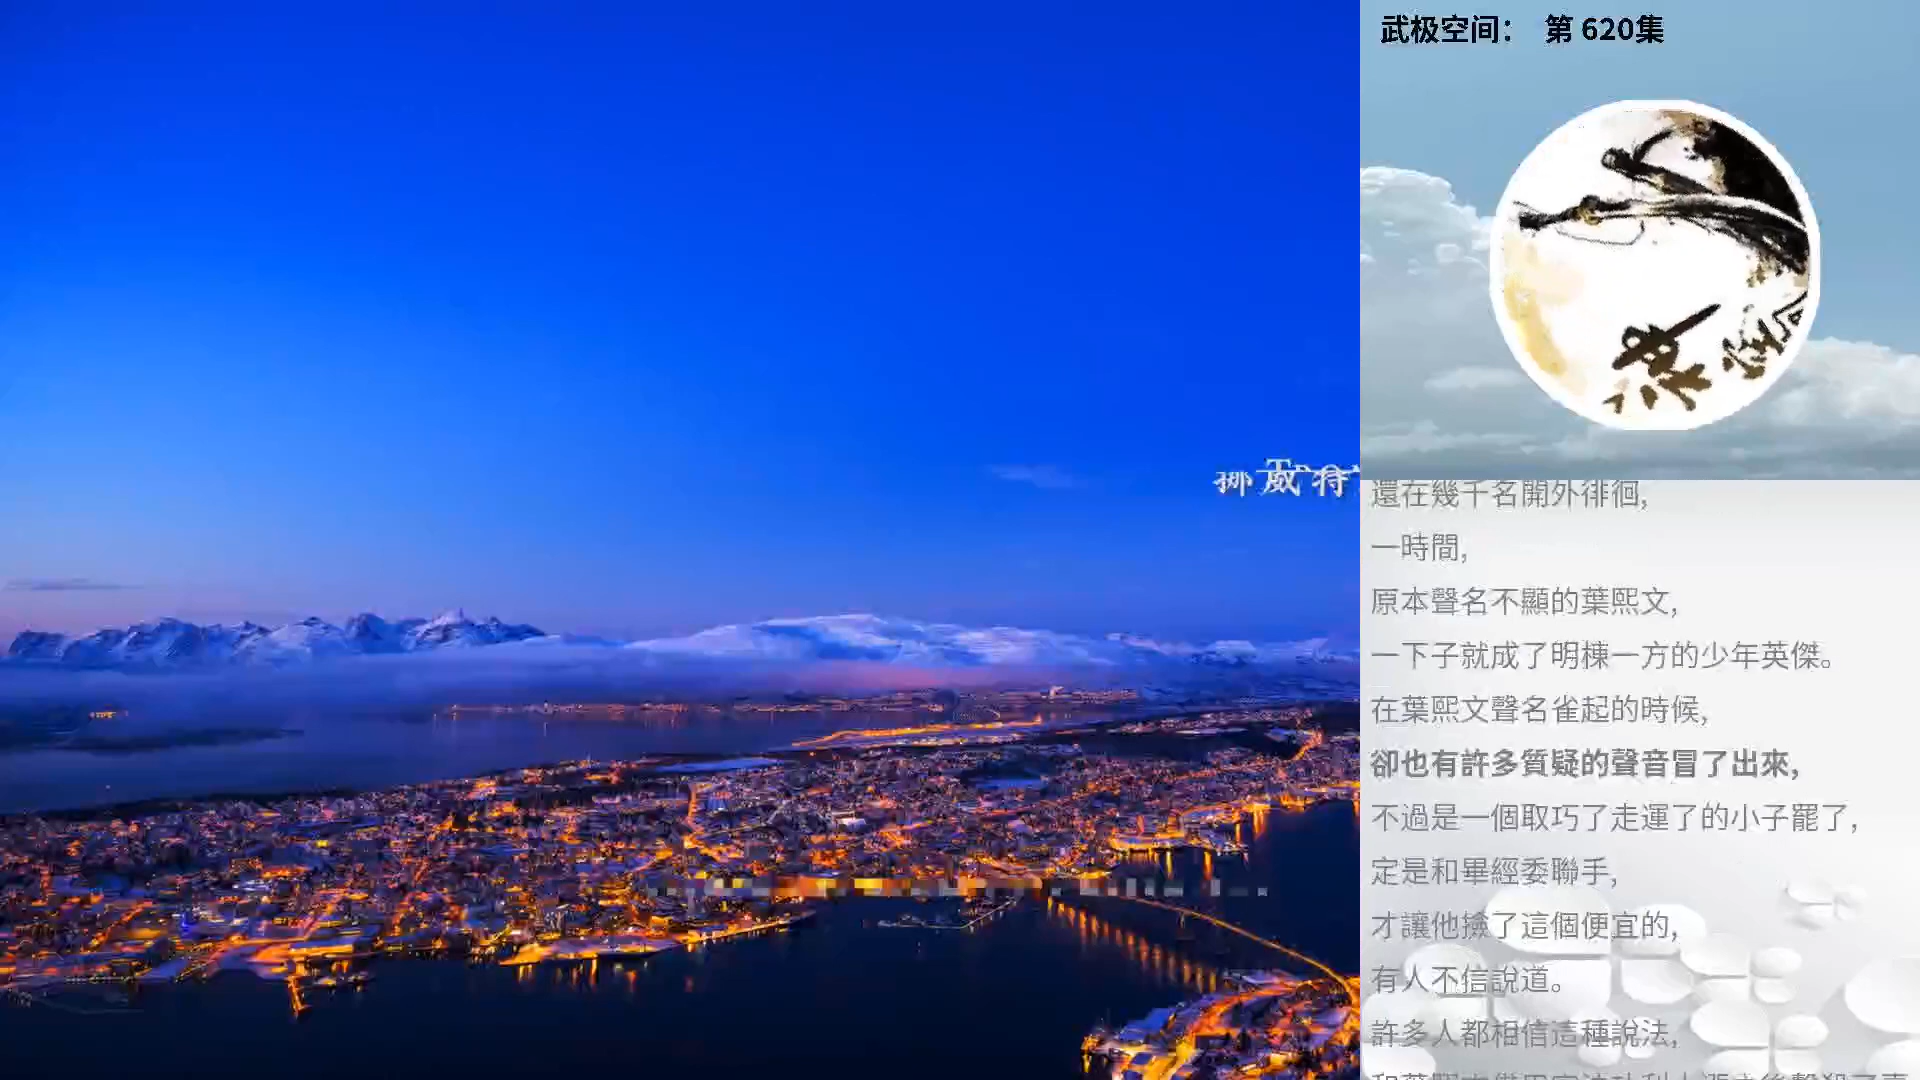 武极空间： 第 620集
挪威特
還在幾千名開外徘徊,
一時間,
原本聲名不顯的葉熙文,
一下子就成了明棟一方的少年英傑。
在葉熙文聲名雀起的時候,
卻也有許多質疑的聲音冒了出來,
不過是一個取巧了走運了的小子罷了,
定是和畢經委聯手,
才讓他撿了這個便宜的,
有人不信說道。
許多人都相信這種說法,